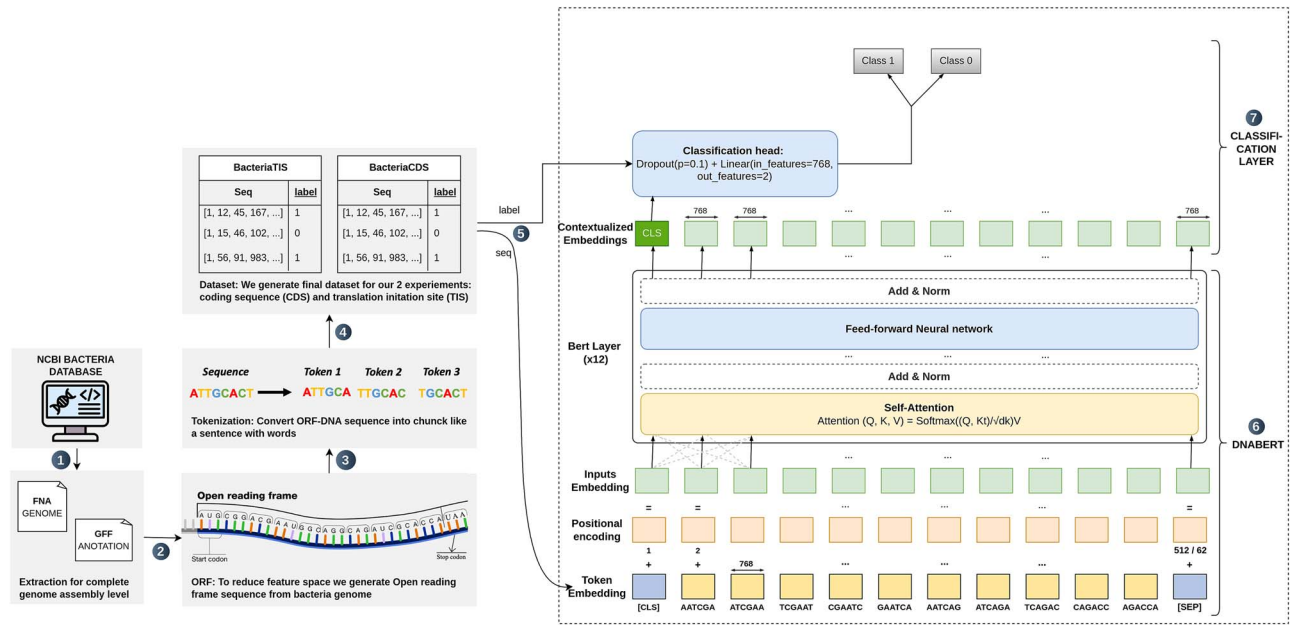 NCBI BACTERIA
DATABASE
1
FNA
GENOME
GFF
ANOTATION
Extraction for complete
genome assembly level
2
Open reading frame
AUGCGGACGAAUGGCAGGCAGAUCGCACCAUAA
Start codon
Stop codon
ORF: To reduce feature space we generate Open reading
frame sequence from bacteria genome
3
Sequence Token 1 Token 2 Token 3
ATTGCACT ATTGCA TTGCAC TGCACT
Tokenization: Convert ORF-DNA sequence into chunck like
a sentence with words
4
BacteriaTIS
Seq label
[1, 12, 45, 167, ...] 1
[1, 15, 46, 102, ...] 0
[1, 56, 91, 983, ...] 1
BacteriaCDS
Seq label
[1, 12, 45, 167, ...] 1
[1, 15, 46, 102, ...] 0
[1, 56, 91, 983, ...] 1
Dataset: We generate final dataset for our 2 experiements:
coding sequence (CDS) and translation initation site (TIS)
label
5
seq
Class 1 Class 0
Classification head:
Dropout(p=0.1) + Linear(in_features=768,
out_features=2)
7
CLASSIFI-
CATION
LAYER
... ...
768 768 768
Contextualized
Embeddings
CLS
... ...
Add & Norm
Feed-forward Neural network
Bert Layer
(x12)
... ...
Add & Norm
Self-Attention
Attention (Q, K, V) = Softmax((Q, Kt)/√dk)V
6
DNABERT
... ...
Inputs
Embedding
... ...
= = =
Positional
encoding
1 2 ... ... 512 / 62
+ + 768 ... ... +
Token
Embedding
[CLS] AATCGA ATCGAA TCGAAT CGAATC GAATCA AATCAG ATCAGA TCAGAC CAGACC AGACCA [SEP]